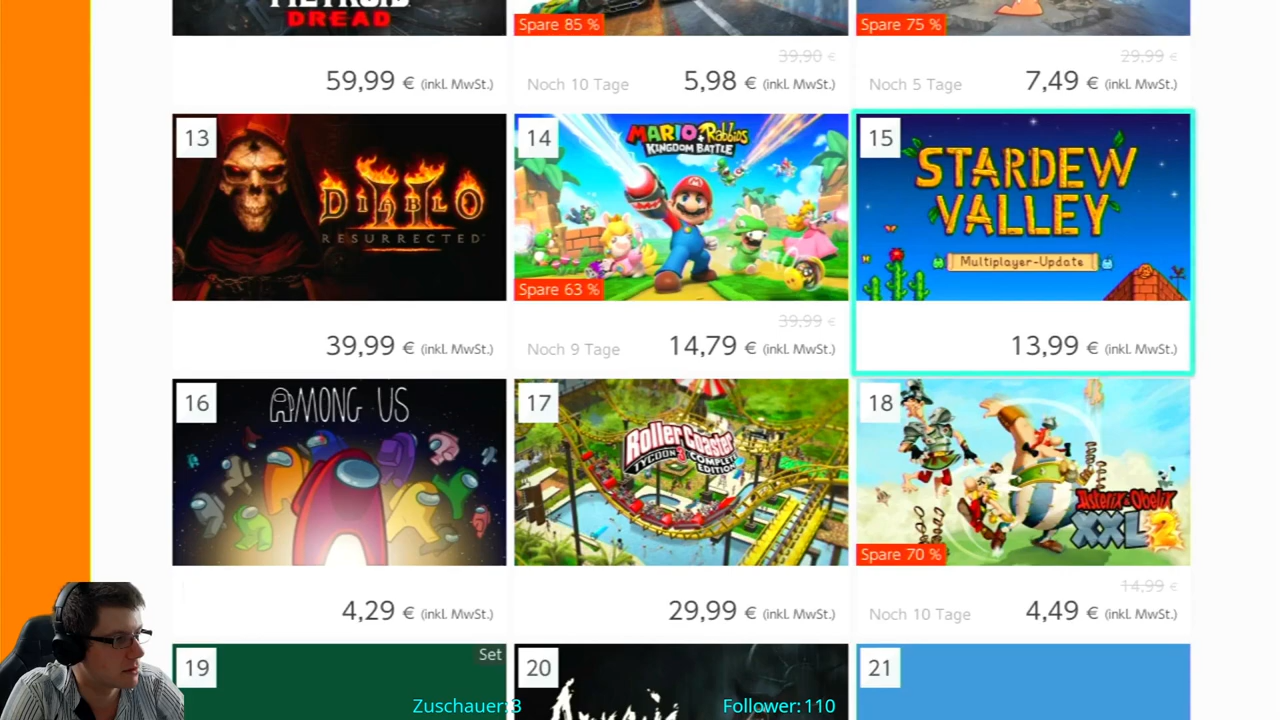 METROID
DREAD
Spare 85 %
Spare 75 %
59,99 € (inkl. MwSt.)
39,90 €
Noch 10 Tage 5,98 € (inkl. MwSt.)
29,99 €
Noch 5 Tage 7,49 € (inkl. MwSt.)
13
DIABLO
II
RESURRECTED
39,99 € (inkl. MwSt.)
14
MARIO + Rabbids
KINGDOM BATTLE
Spare 63 %
39,99 €
Noch 9 Tage 14,79 € (inkl. MwSt.)
15
STARDEW
VALLEY
Multiplayer-Update
13,99 € (inkl. MwSt.)
16
AMONG US
4,29 € (inkl. MwSt.)
17
RollerCoaster
TYCOON 3 COMPLETE
EDITION
29,99 € (inkl. MwSt.)
18
Asterix & Obelix
XXL 2
Spare 70 %
14,99 €
Noch 10 Tage 4,49 € (inkl. MwSt.)
19
Set
20
21
Zuschauer: 3
Follower: 110